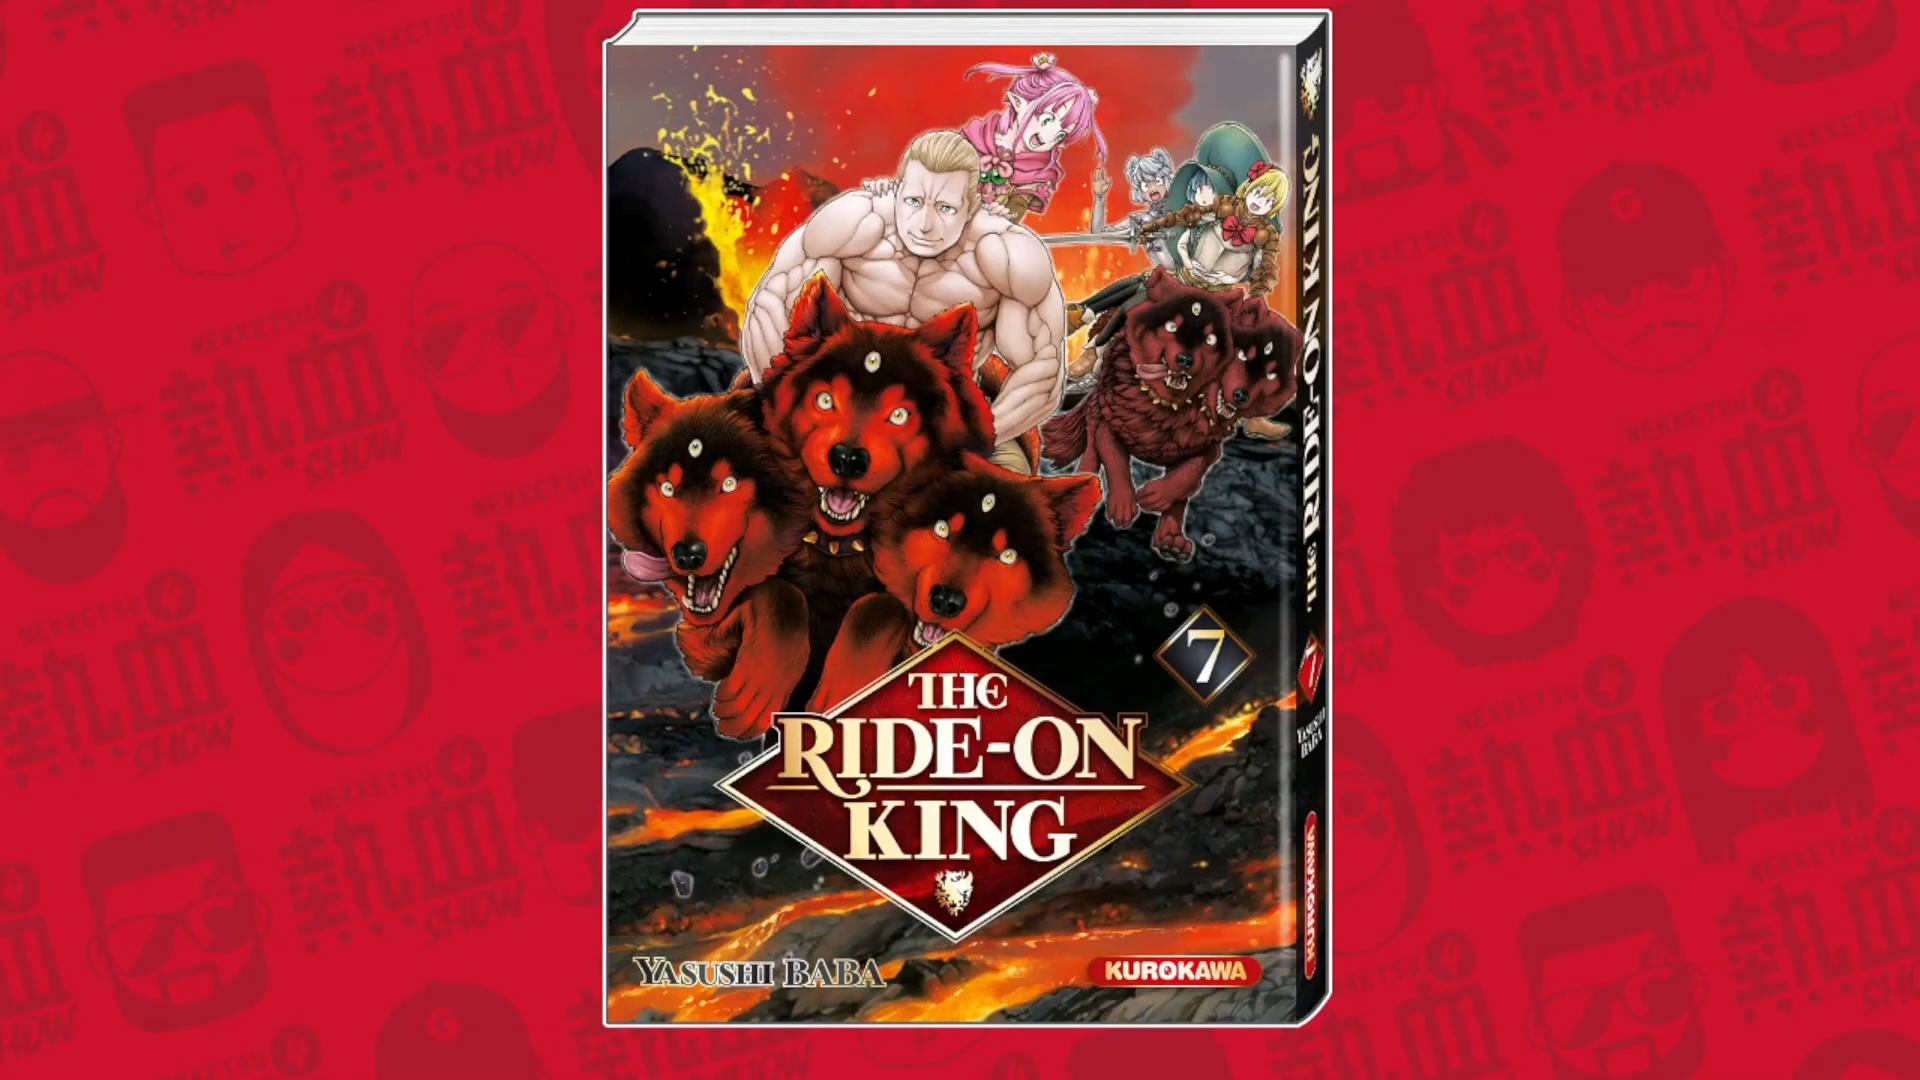 THE
RIDE-ON
KING
7
YASUSHI BABA
KUROKAWA
THE RIDE-ON KING
7
YASUSHI
BABA
KUROKAWA
NEKKETSU
熱血
SHOW